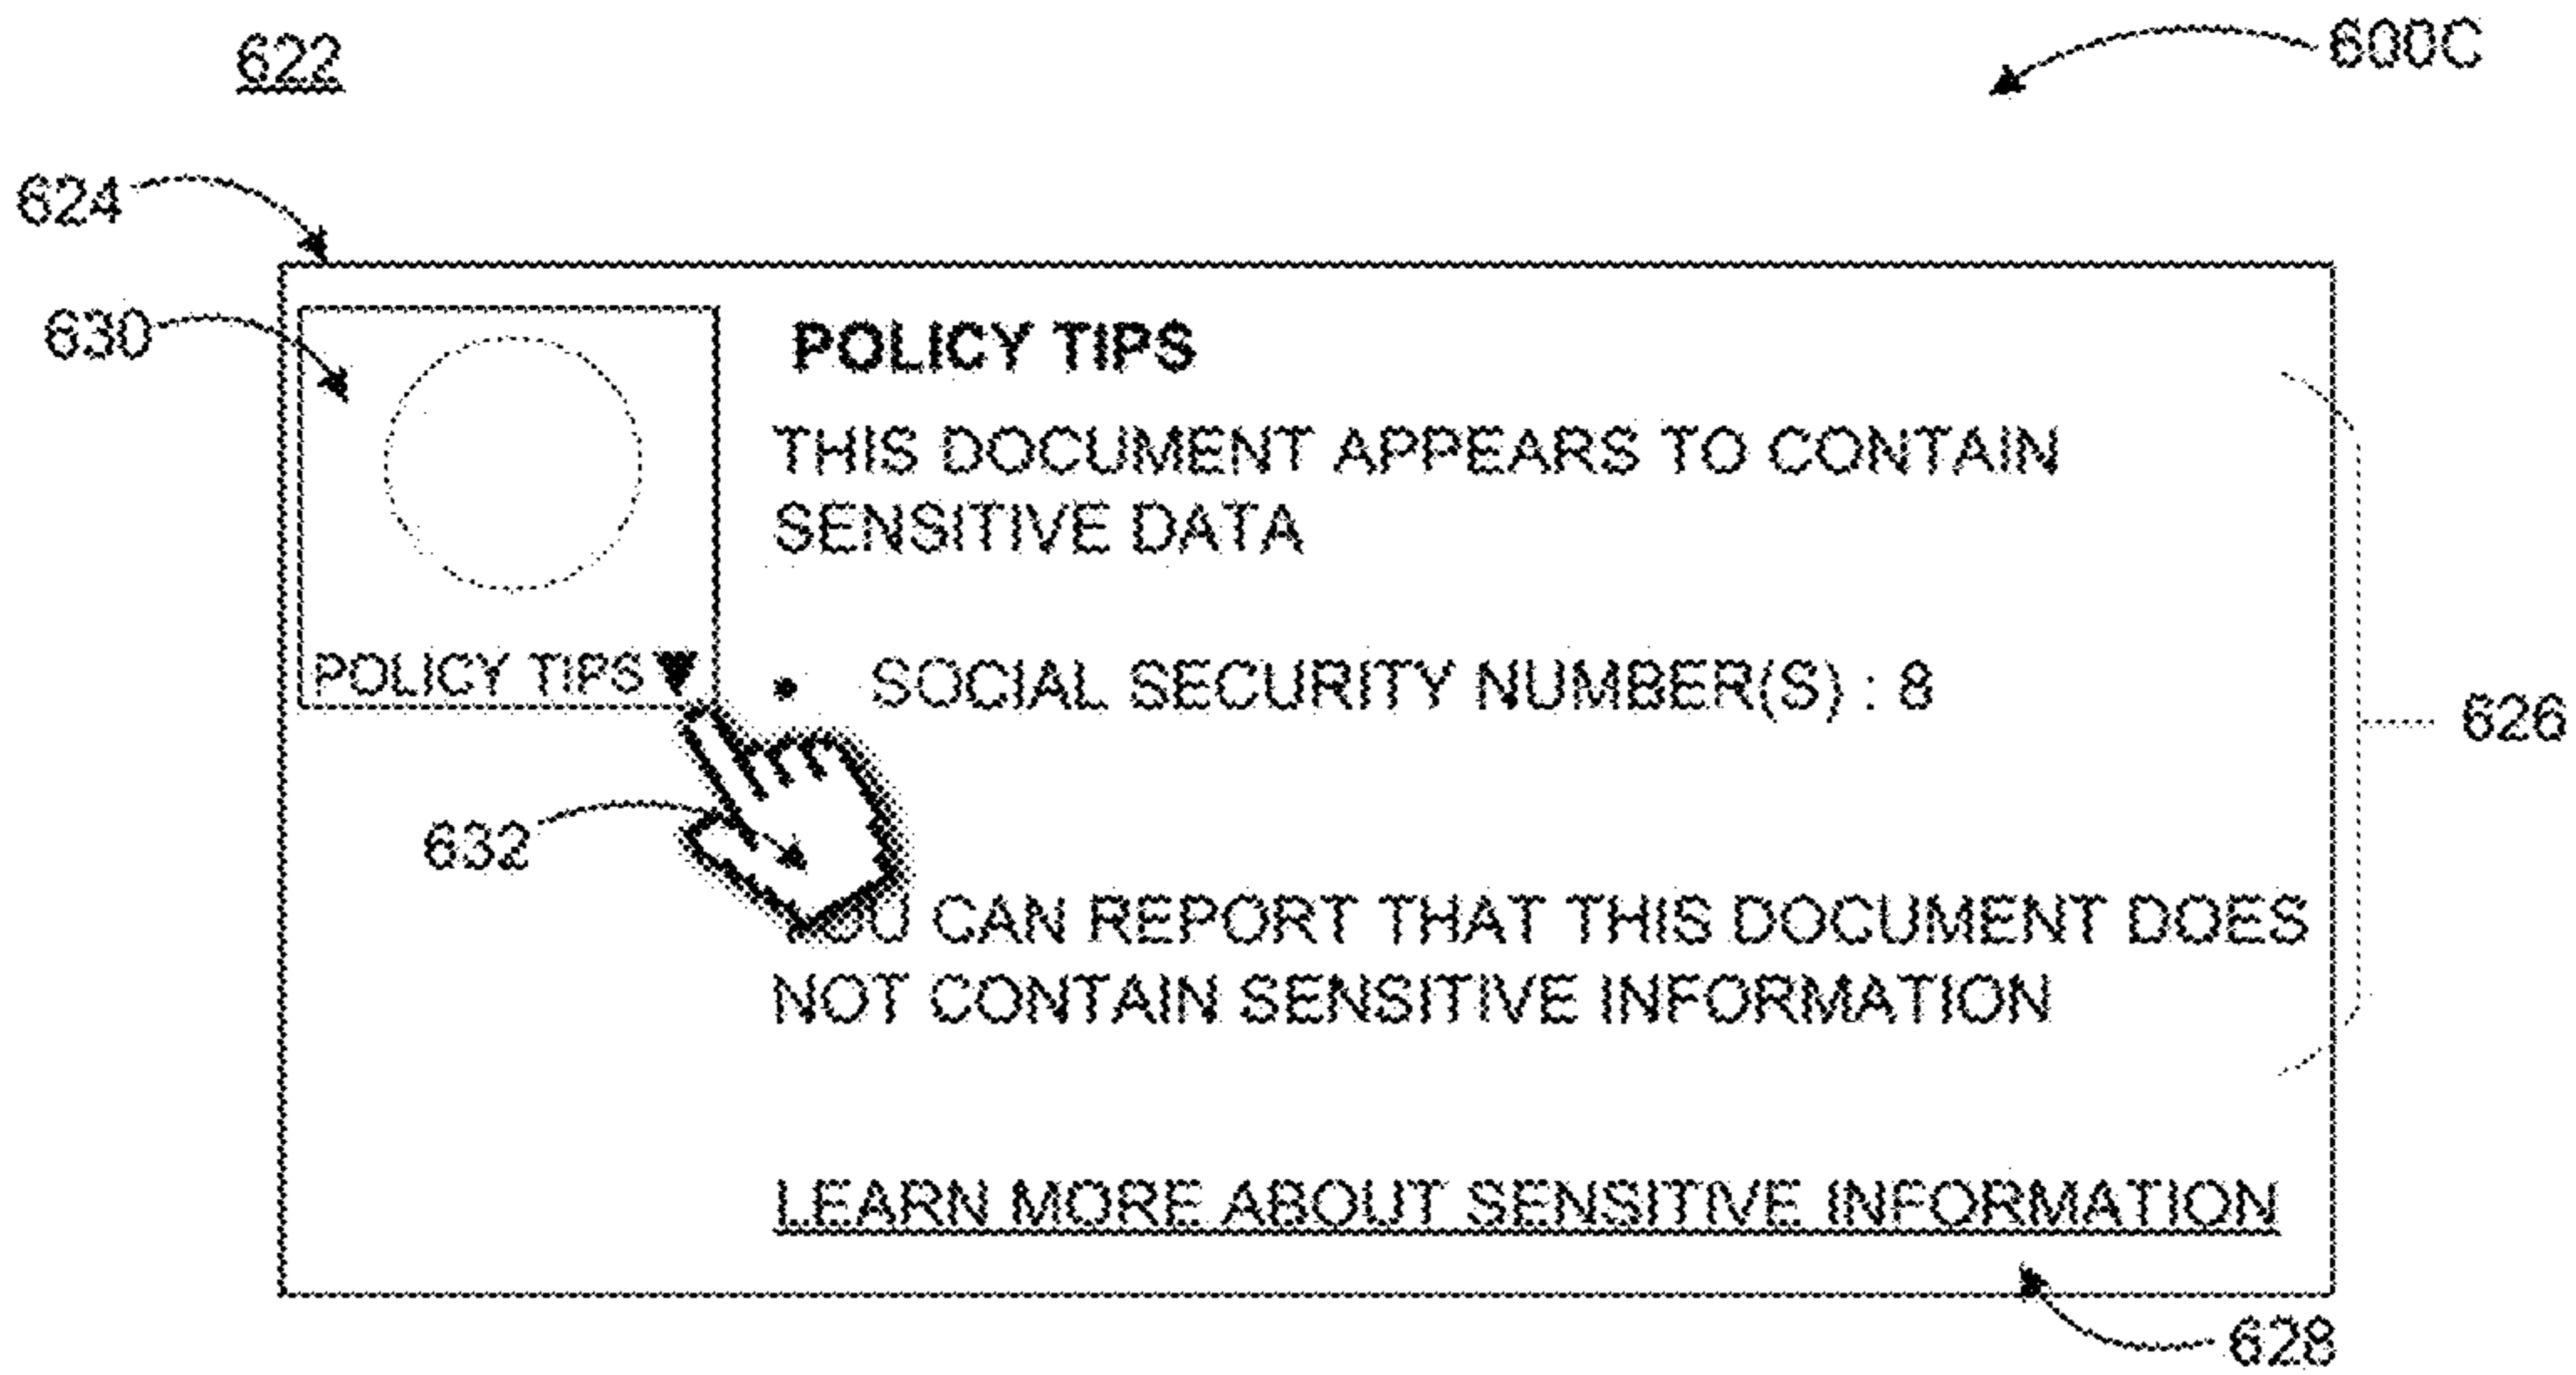 622
600C
624
630
POLICY TIPS
THIS DOCUMENT APPEARS TO CONTAIN
SENSITIVE DATA
POLICY TIPS▼
• SOCIAL SECURITY NUMBER(S) : 8
626
632
YOU CAN REPORT THAT THIS DOCUMENT DOES
NOT CONTAIN SENSITIVE INFORMATION
LEARN MORE ABOUT SENSITIVE INFORMATION
628